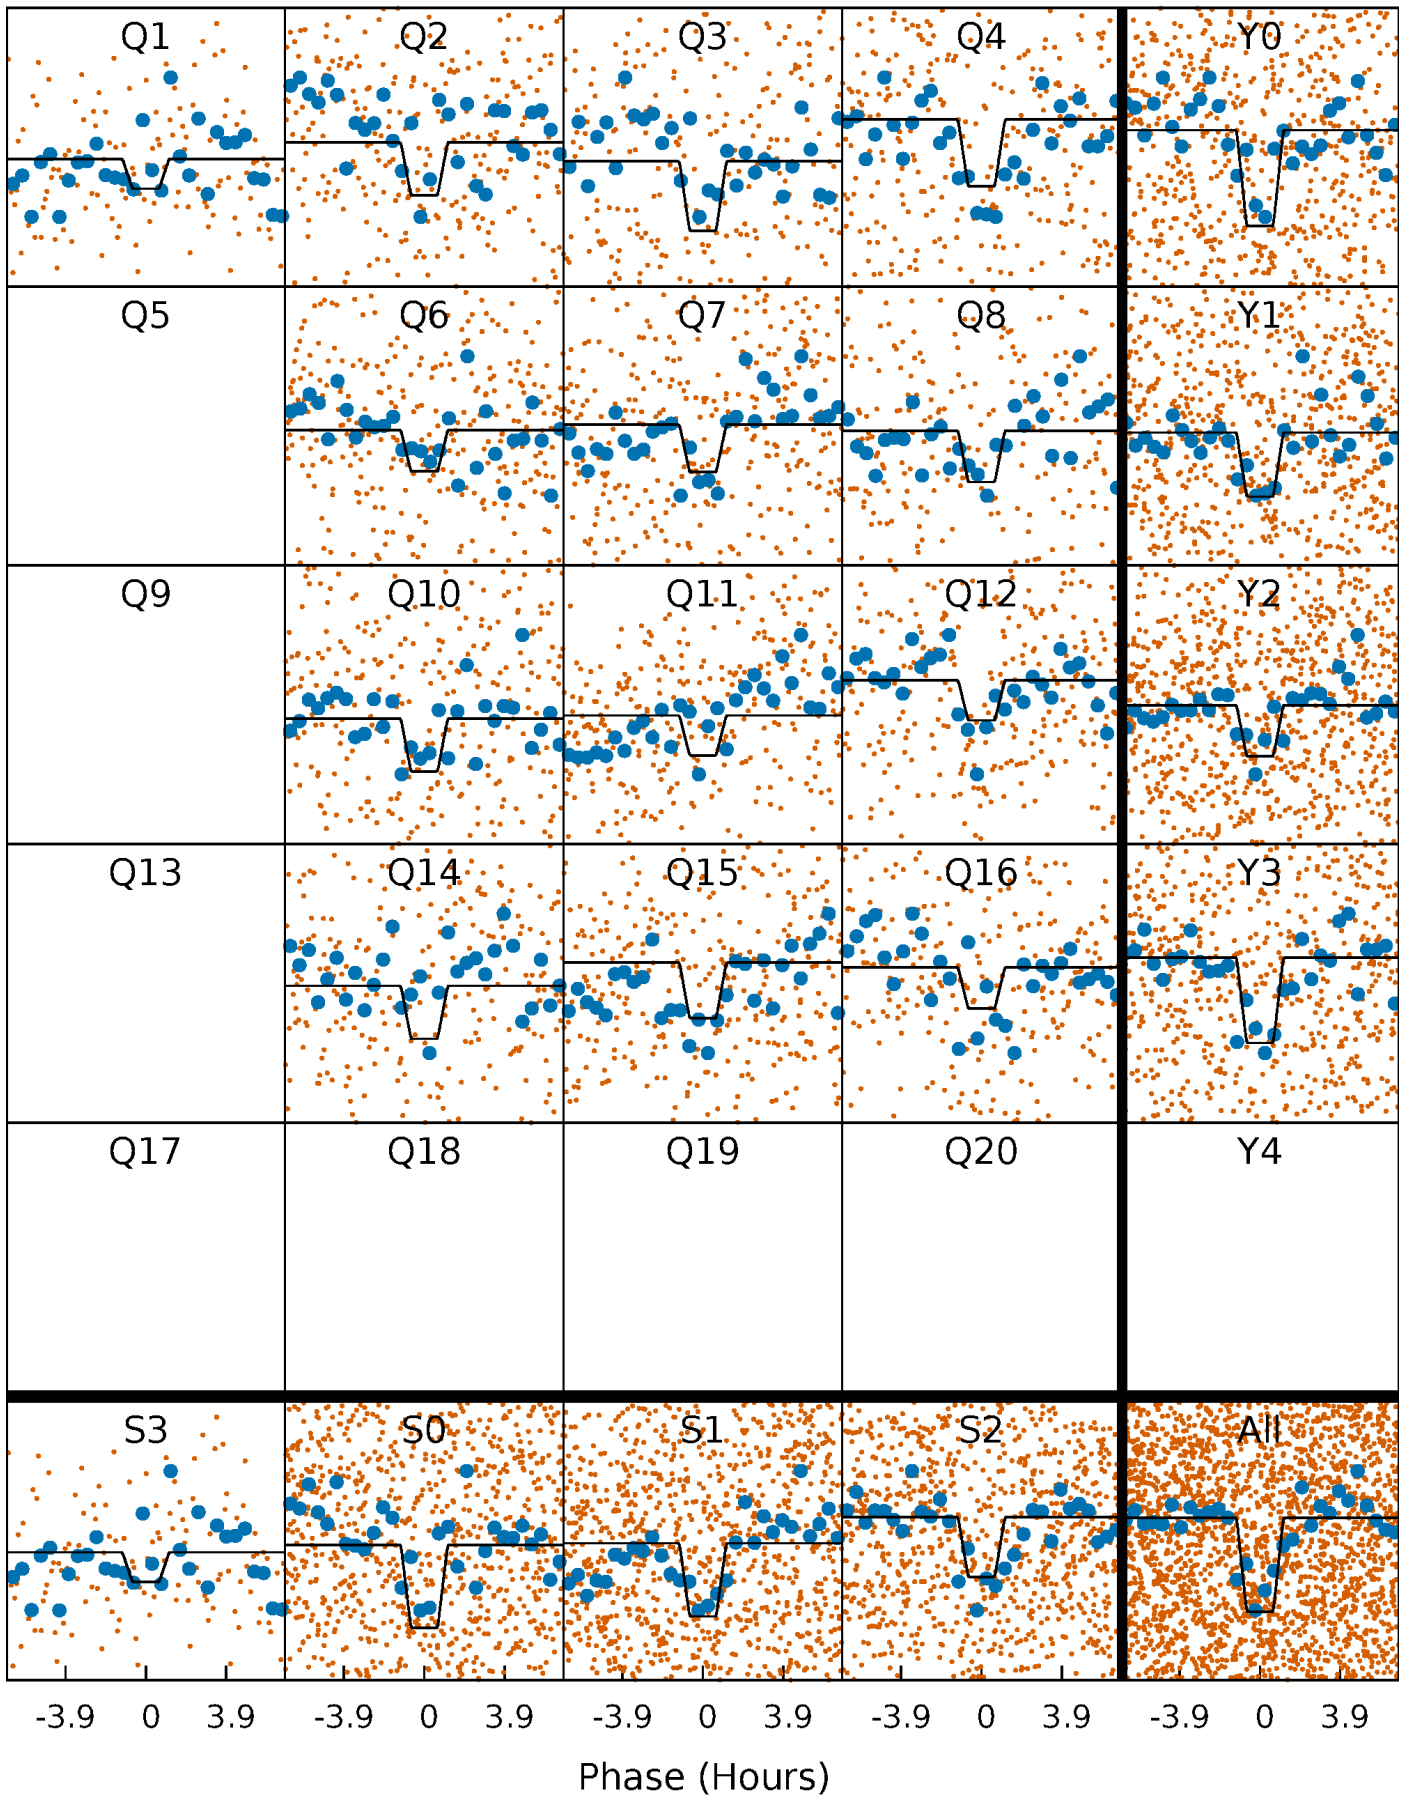 Q1 Q2 Q3 Q4 Y0
Q5 Q6 Q7 Q8 Y1
Q9 Q10 Q11 Q12 Y2
Q13 Q14 Q15 Q16 Y3
Q17 Q18 Q19 Q20 Y4
S3 S0 S1 S2 All
-3.9 0 3.9 -3.9 0 3.9 -3.9 0 3.9 -3.9 0 3.9 -3.9 0 3.9
Phase (Hours)